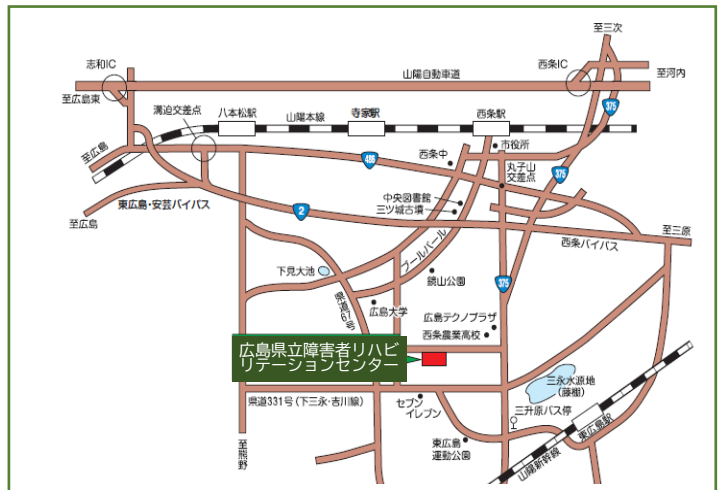 至三次
志和IC
西条IC
山陽自動車道
至河内
至広島東
溝迫交差点
八本松駅
山陽本線
寺家駅
西条駅
375
市役所
至広島
486
西条中
丸子山
交差点
375
中央図書館
三ツ城古墳
東広島・安芸バイパス
2
至広島
至三原
西条バイパス
ブールバール
下見大池
鏡山公園
375
県道67号
広島大学
広島テクノプラザ
西条農業高校
広島県立障害者リハビ
リテーションセンター
三永水源地
(藤棚)
県道331号(下三永・吉川線)
セブン
イレブン
三升原バス停
東広島駅
至熊野
東広島
運動公園
山陽新幹線